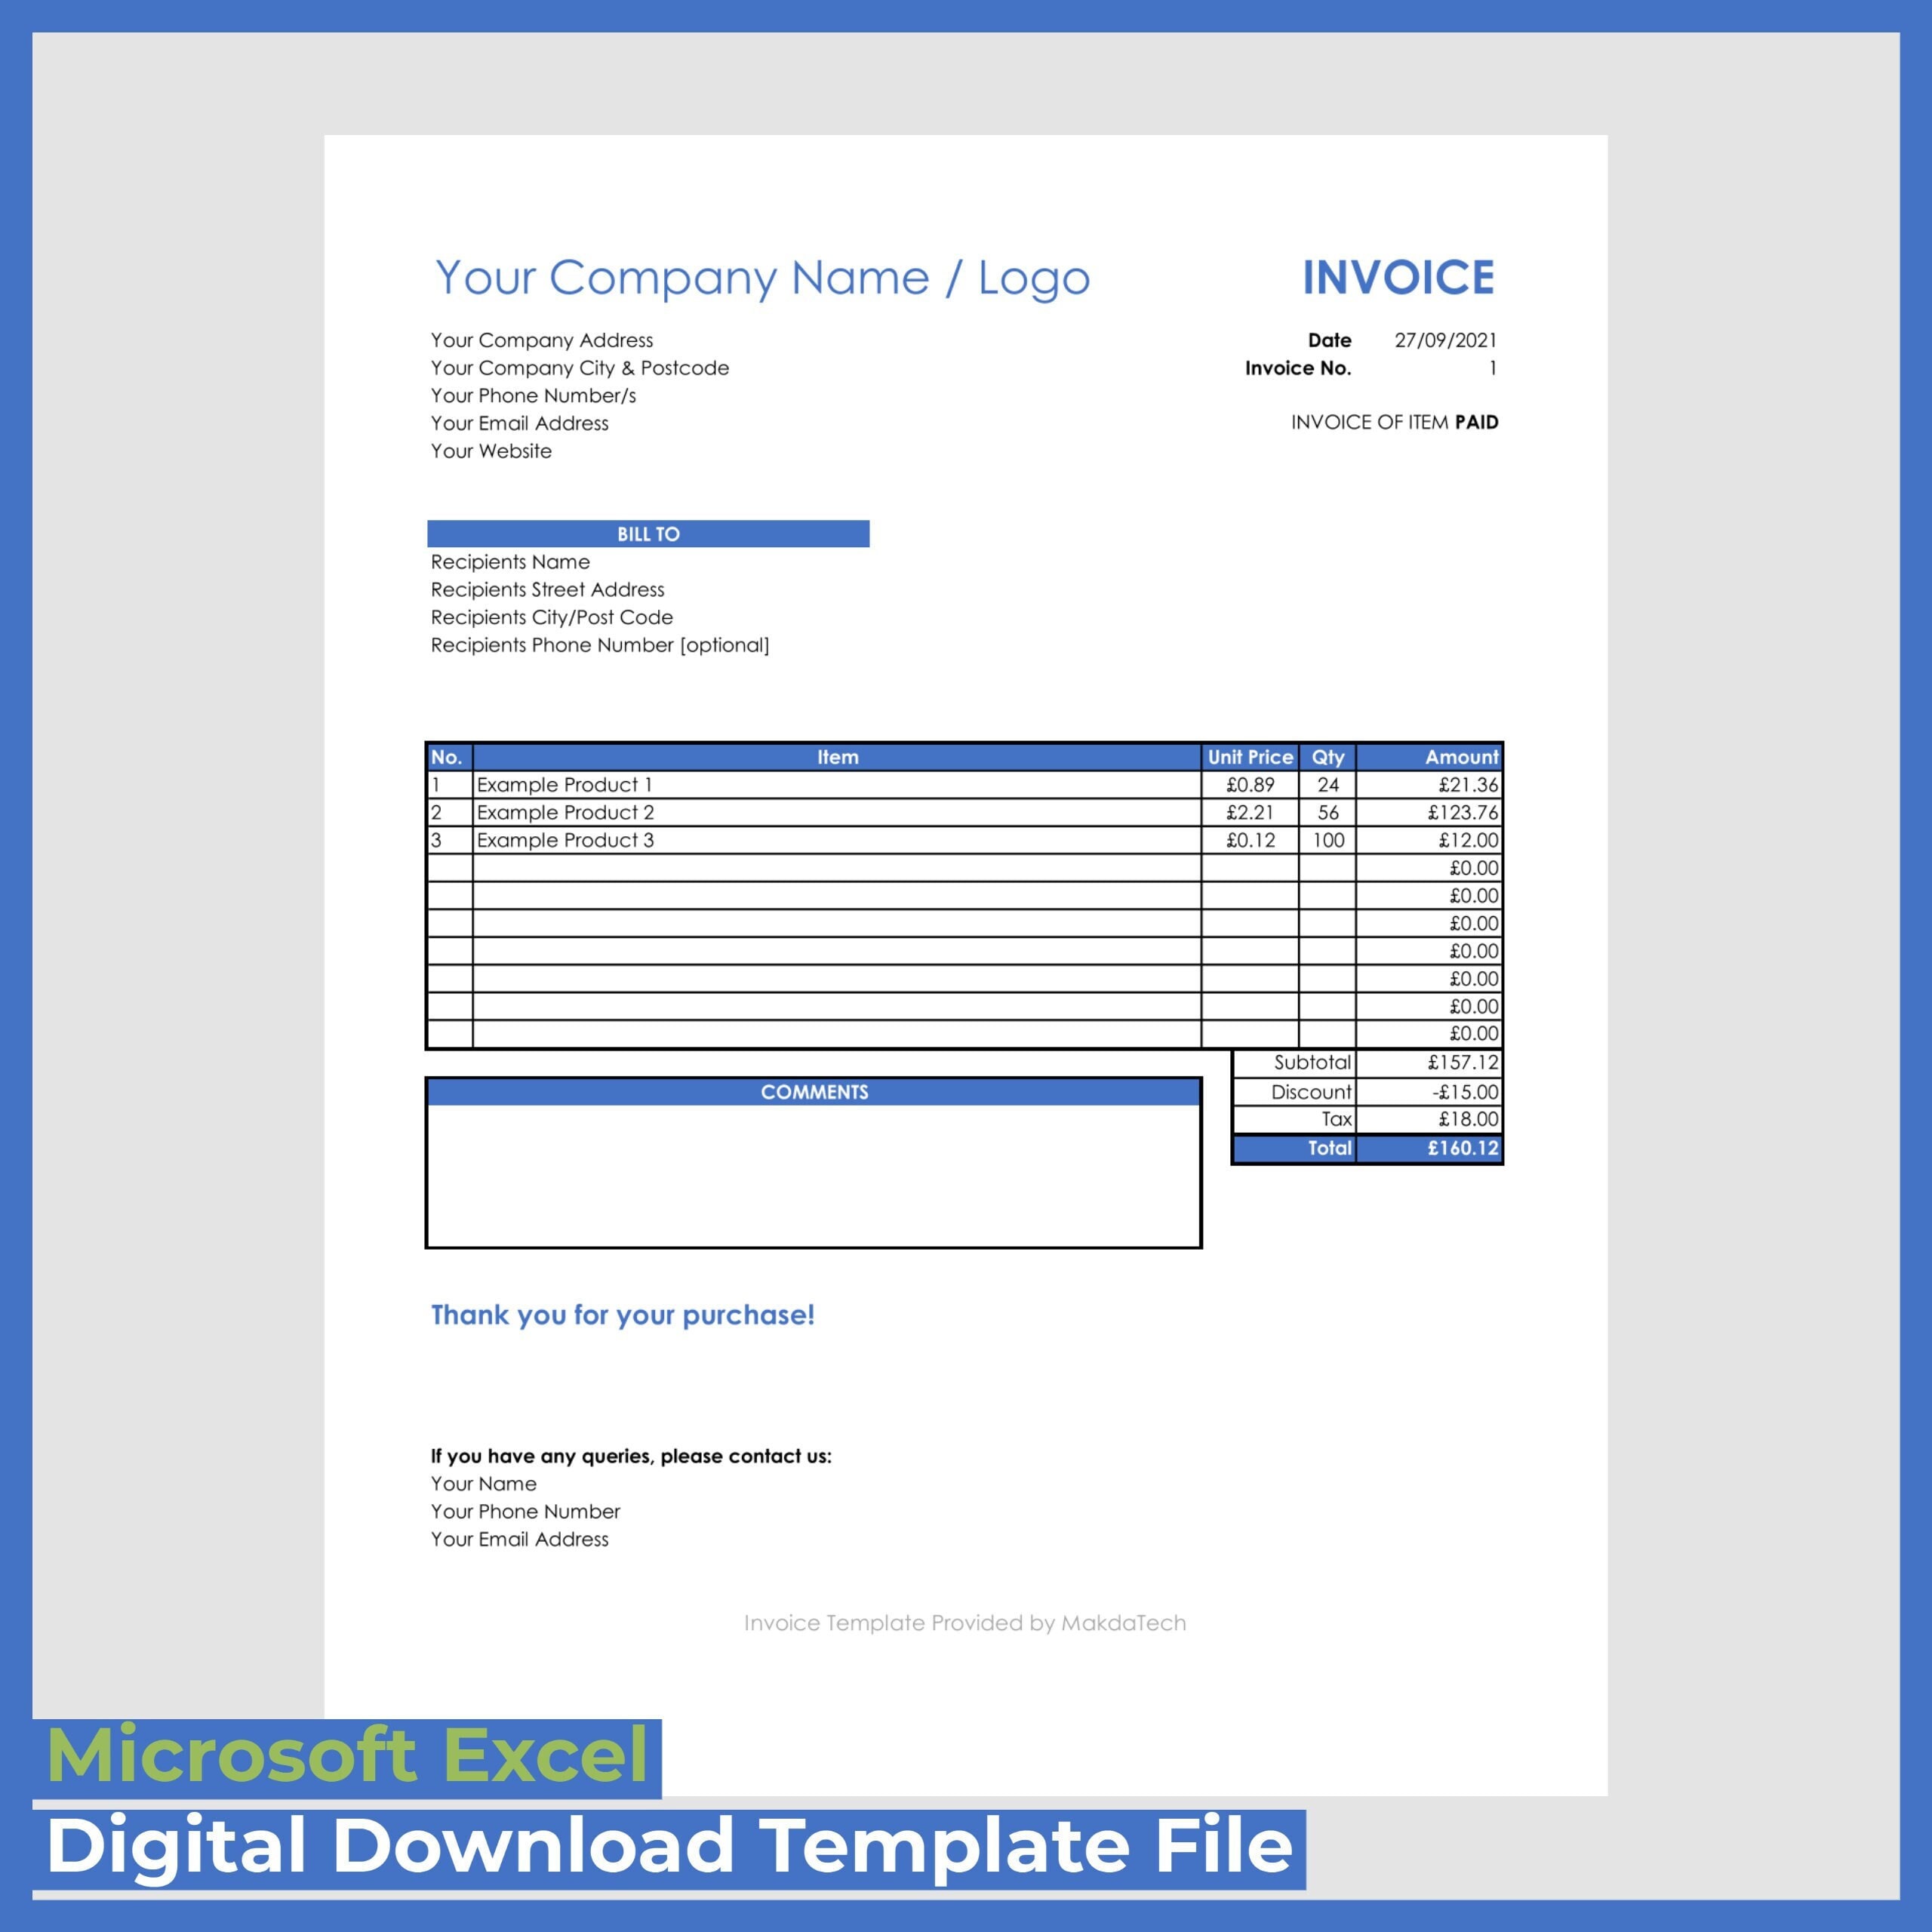 Your Company Name / Logo
INVOICE
Your Company Address
Date 27/09/2021
Your Company City & Postcode
Invoice No. 1
Your Phone Number/s
Your Email Address
INVOICE OF ITEM PAID
Your Website
BILL TO
Recipients Name
Recipients Street Address
Recipients City/Post Code
Recipients Phone Number [optional]
No. Item Unit Price Qty Amount
1 Example Product 1 £0.89 24 £21.36
2 Example Product 2 £2.21 56 £123.76
3 Example Product 3 £0.12 100 £12.00
£0.00
£0.00
£0.00
£0.00
£0.00
£0.00
£0.00
Subtotal £157.12
Discount -£15.00
Tax £18.00
Total £160.12
COMMENTS
Thank you for your purchase!
If you have any queries, please contact us:
Your Name
Your Phone Number
Your Email Address
Invoice Template Provided by MakdaTech
Microsoft Excel
Digital Download Template File